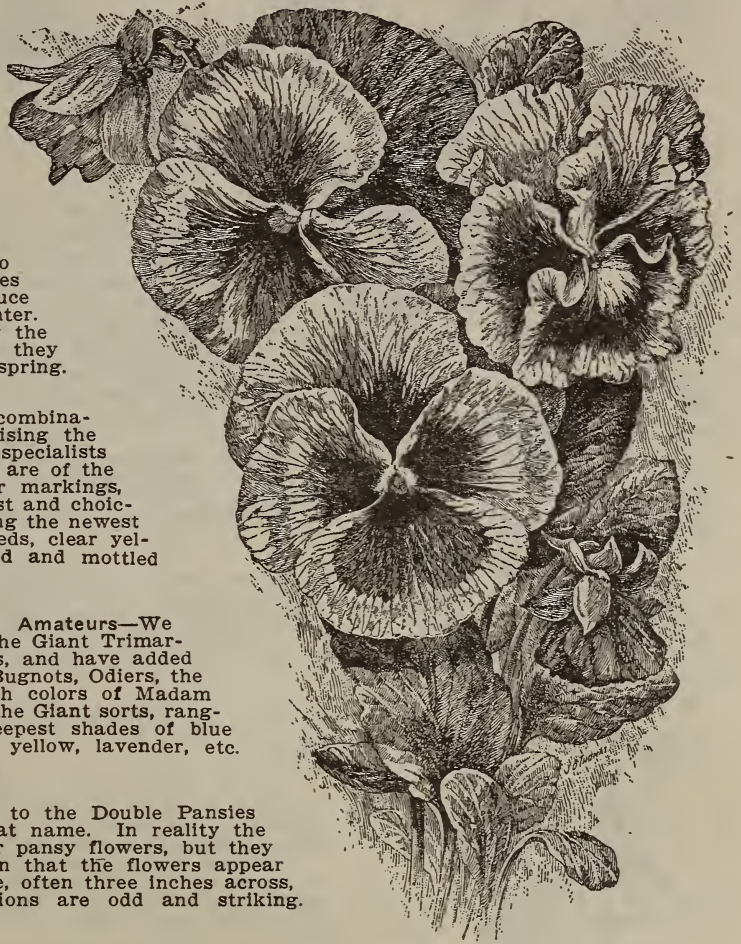 o
es
uce
ater.
the
they
spring.
combina-
ising the
specialists
are of the
r markings,
st and choic-
ng the newest
eds, clear yel-
d and mottled
Amateurs—We
he Giant Trimar-
s, and have added
Bugnots, Odiers, the
h colors of Madam
he Giant sorts, rang-
eepest shades of blue
yellow, lavender, etc.
to the Double Pansies
at name. In reality the
r pansy flowers, but they
n that the flowers appear
e, often three inches across,
ions are odd and striking.